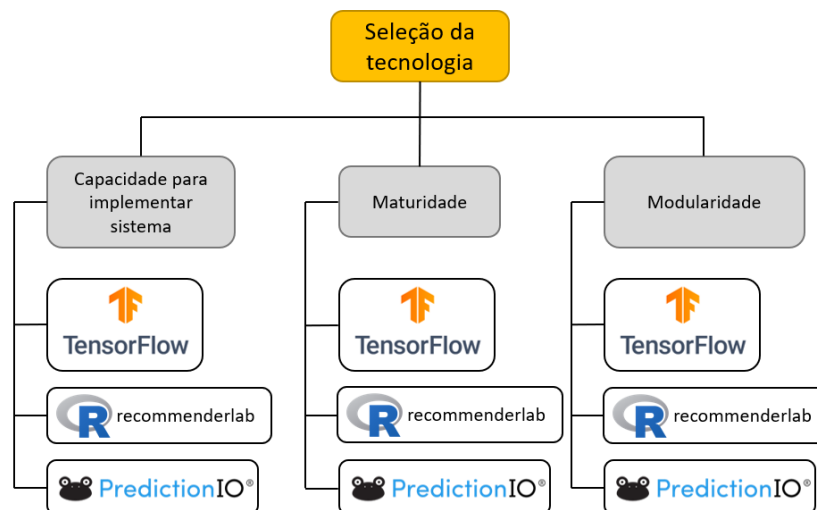 Seleção da
tecnologia
Capacidade para
implementar
sistema
Maturidade
Modularidade
TensorFlow
TensorFlow
TensorFlow
R recommenderlab
R recommenderlab
R recommenderlab
PredictionIO®
PredictionIO®
PredictionIO®